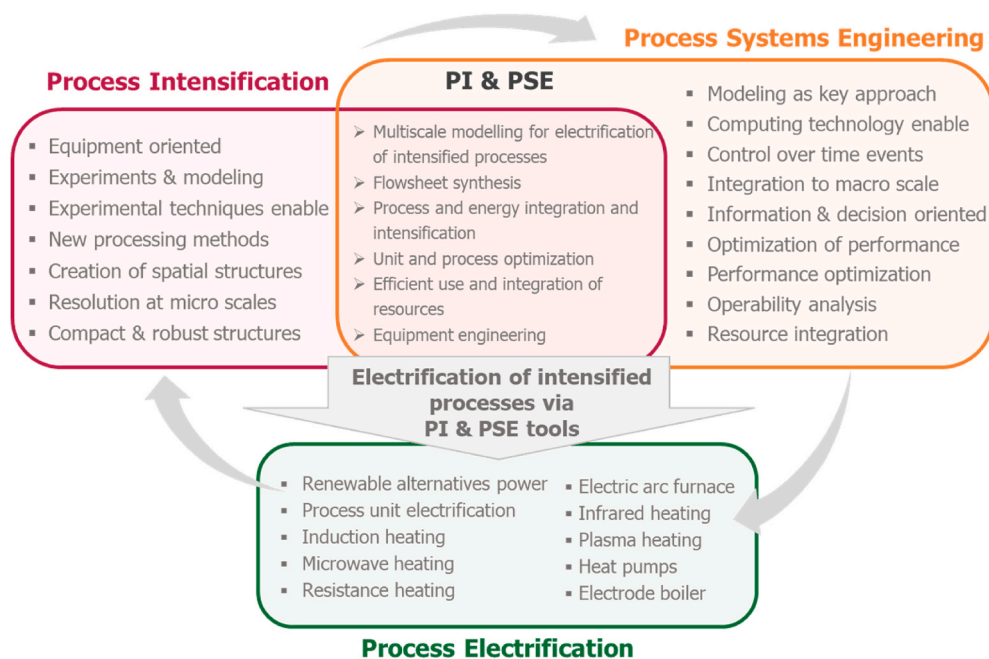 Process Systems Engineering
Process Intensification
PI & PSE
▪ Equipment oriented
▪ Experiments & modeling
▪ Experimental techniques enable
▪ New processing methods
▪ Creation of spatial structures
▪ Resolution at micro scales
▪ Compact & robust structures
➢ Multiscale modelling for electrification
of intensified processes
➢ Flowsheet synthesis
➢ Process and energy integration and
intensification
➢ Unit and process optimization
➢ Efficient use and integration of
resources
➢ Equipment engineering
▪ Modeling as key approach
▪ Computing technology enable
▪ Control over time events
▪ Integration to macro scale
▪ Information & decision oriented
▪ Optimization of performance
▪ Performance optimization
▪ Operability analysis
▪ Resource integration
Electrification of intensified
processes via
PI & PSE tools
▪ Renewable alternatives power
▪ Process unit electrification
▪ Induction heating
▪ Microwave heating
▪ Resistance heating
▪ Electric arc furnace
▪ Infrared heating
▪ Plasma heating
▪ Heat pumps
▪ Electrode boiler
Process Electrification